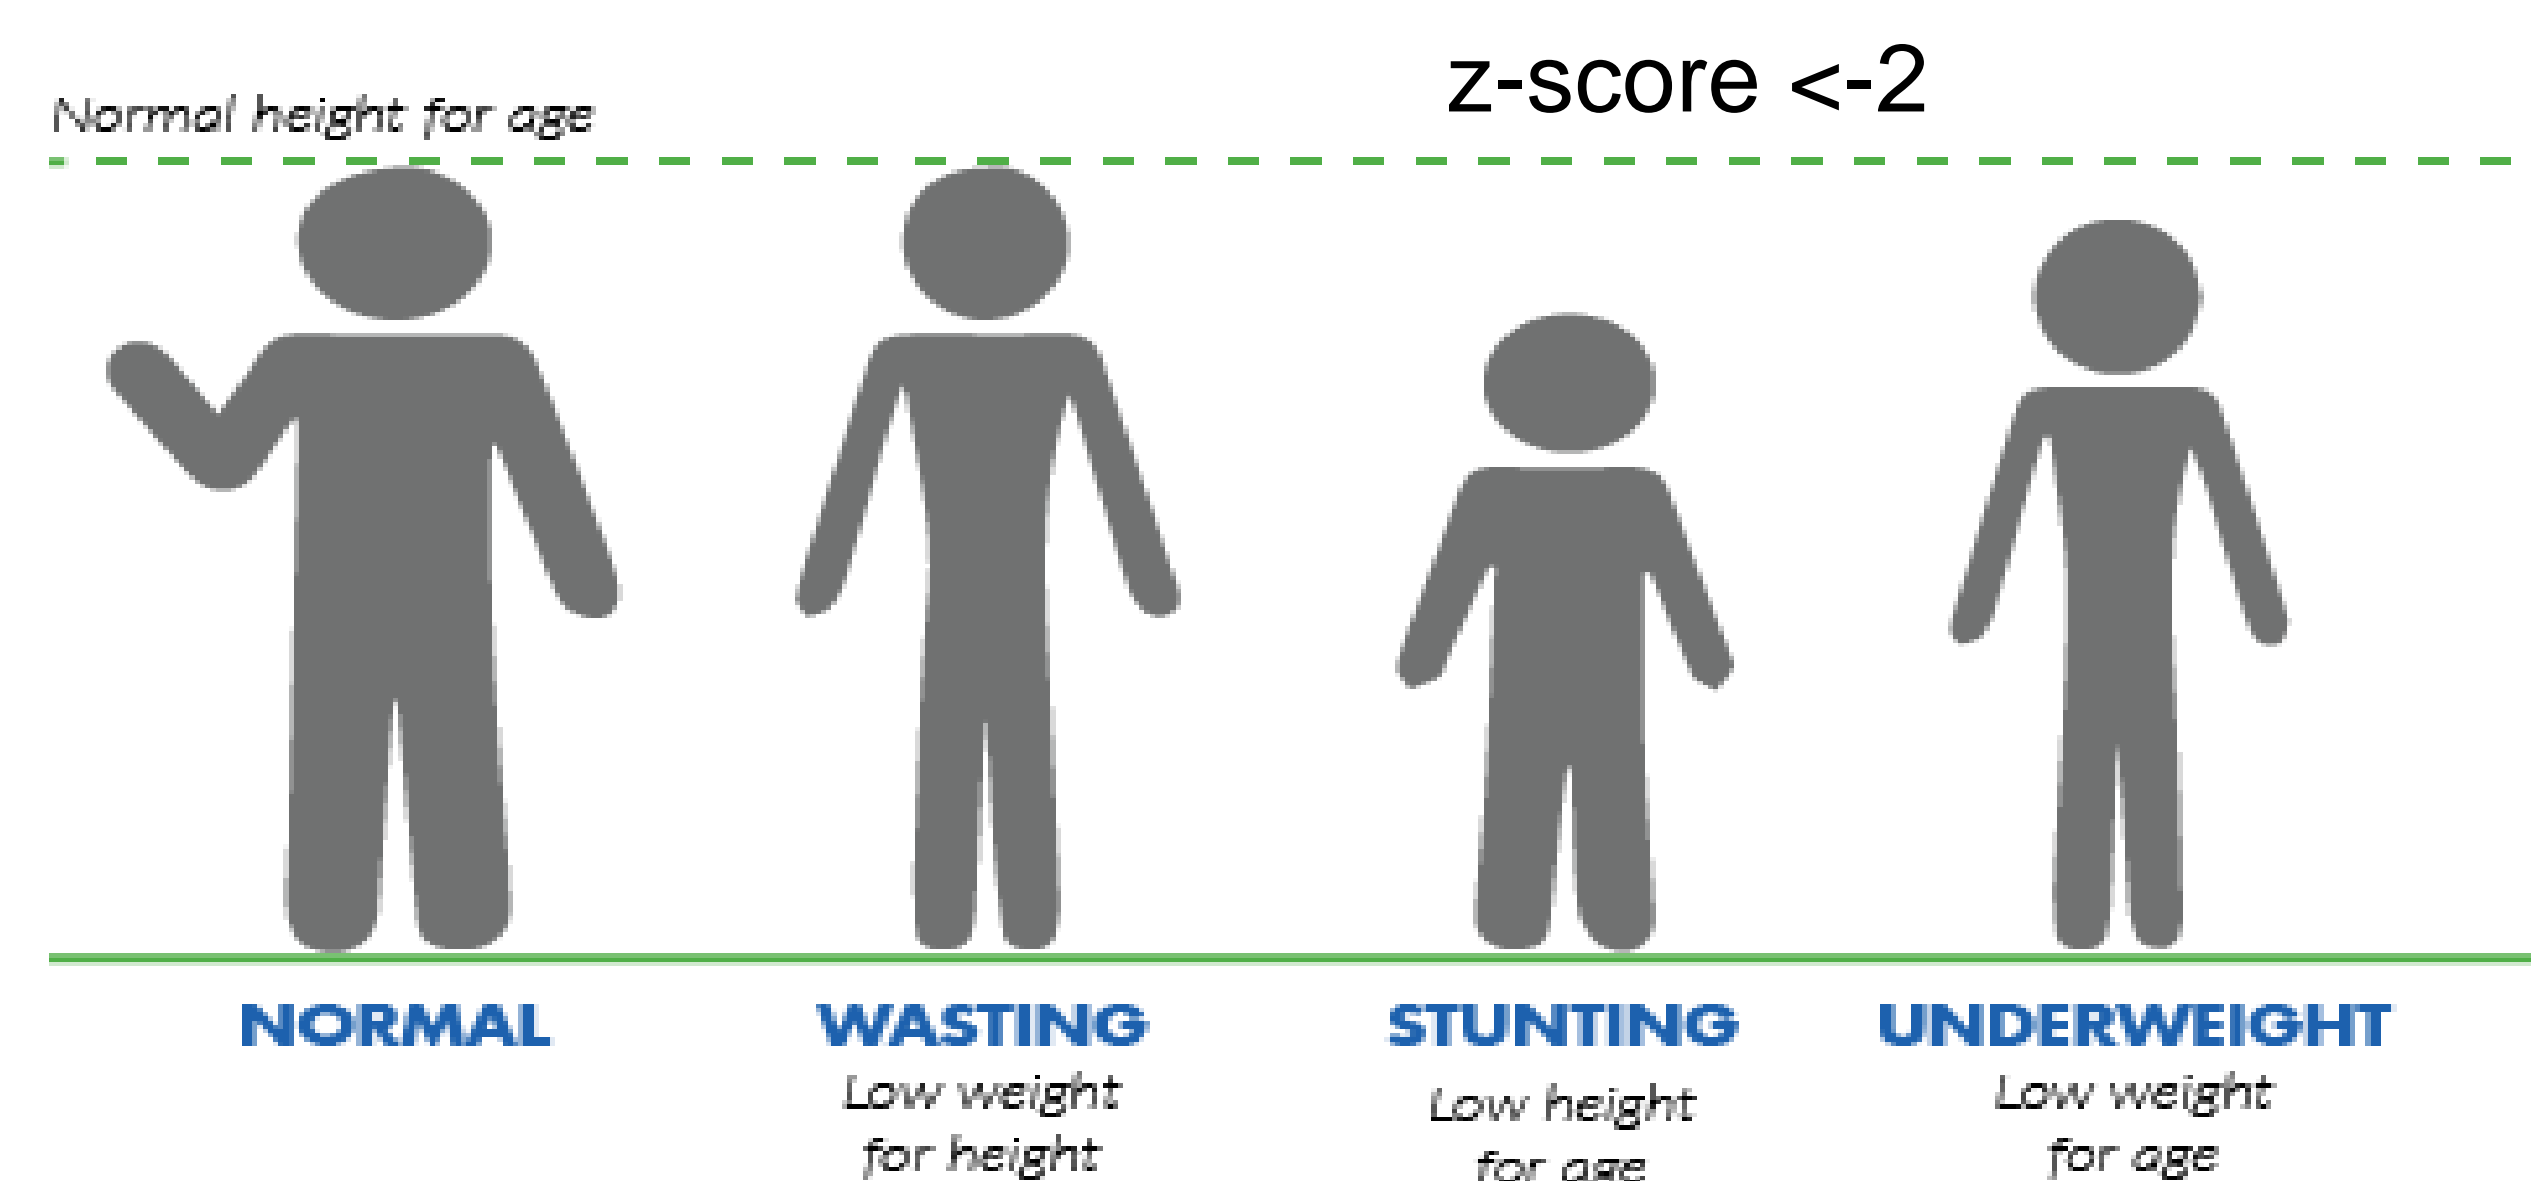 z-score <-2
Normal height for age
NORMAL
WASTING
STUNTING
UNDERWEIGHT
Low weight
for height
Low height
for age
Low weight
for age